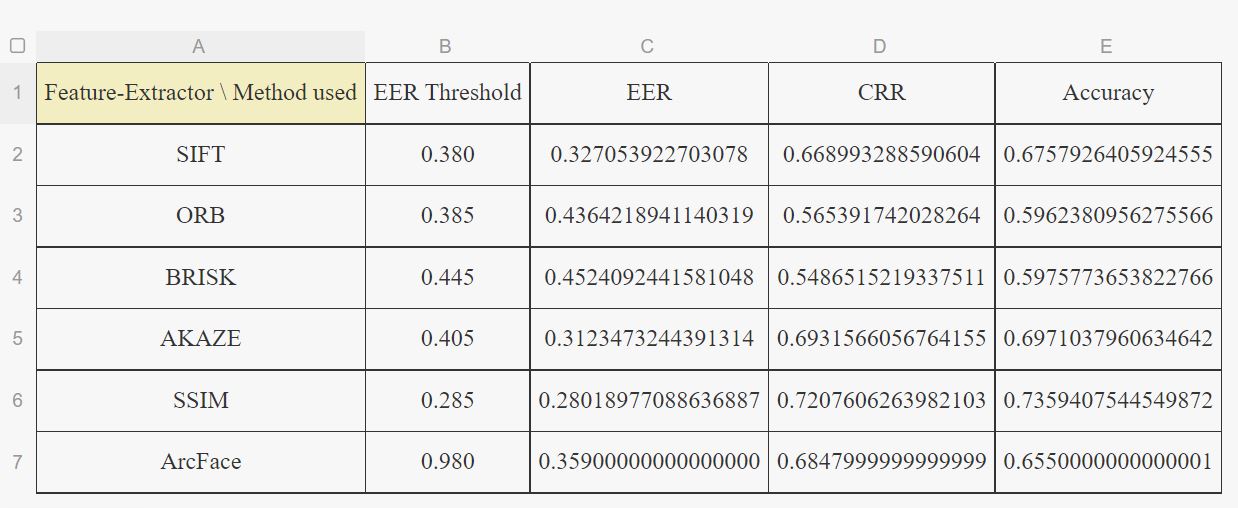 A B C D E
1 Feature-Extractor \ Method used EER Threshold EER CRR Accuracy
2 SIFT 0.380 0.327053922703078 0.668993288590604 0.6757926405924555
3 ORB 0.385 0.4364218941140319 0.565391742028264 0.5962380956275566
4 BRISK 0.445 0.4524092441581048 0.5486515219337511 0.5975773653822766
5 AKAZE 0.405 0.3123473244391314 0.6931566056764155 0.6971037960634642
6 SSIM 0.285 0.28018977088636887 0.7207606263982103 0.7359407544549872
7 ArcFace 0.980 0.35900000000000000 0.6847999999999999 0.6550000000000001